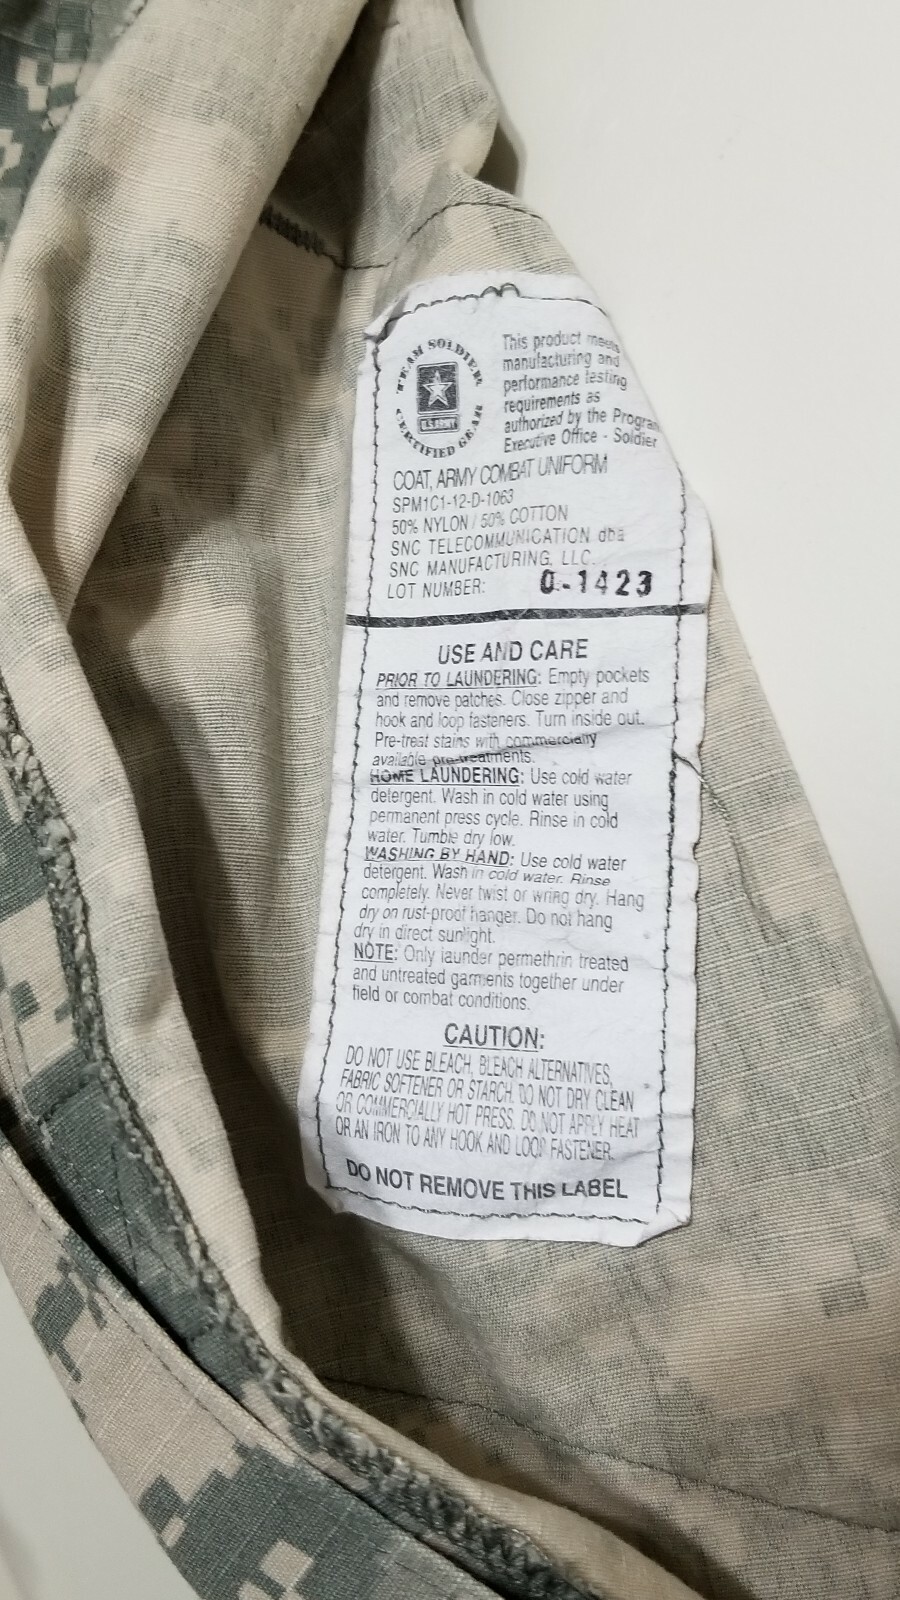 TEAM SOLDIER
U.S. ARMY
CERTIFIED GEAR
This product meets
manufacturing and
performance testing
requirements as
authorized by the Program
Executive Office - Soldier
COAT, ARMY COMBAT UNIFORM
SPM1C1-12-D-1063
50% NYLON / 50% COTTON
SNC TELECOMMUNICATION dba
SNC MANUFACTURING, LLC.
LOT NUMBER: 0-1423
USE AND CARE
PRIOR TO LAUNDERING: Empty pockets
and remove patches. Close zipper and
hook and loop fasteners. Turn inside out.
Pre-treat stains with commercially
available pre-treatments.
HOME LAUNDERING: Use cold water
detergent. Wash in cold water using
permanent press cycle. Rinse in cold
water. Tumble dry low.
WASHING BY HAND: Use cold water
detergent. Wash in cold water. Rinse
completely. Never twist or wring dry. Hang
dry on rust-proof hanger. Do not hang
dry in direct sunlight.
NOTE: Only launder permethrin treated
and untreated garments together under
field or combat conditions.
CAUTION:
DO NOT USE BLEACH, BLEACH ALTERNATIVES,
FABRIC SOFTENER OR STARCH. DO NOT DRY CLEAN
OR COMMERCIALLY HOT PRESS. DO NOT APPLY HEAT
OR AN IRON TO ANY HOOK AND LOOP FASTENER.
DO NOT REMOVE THIS LABEL